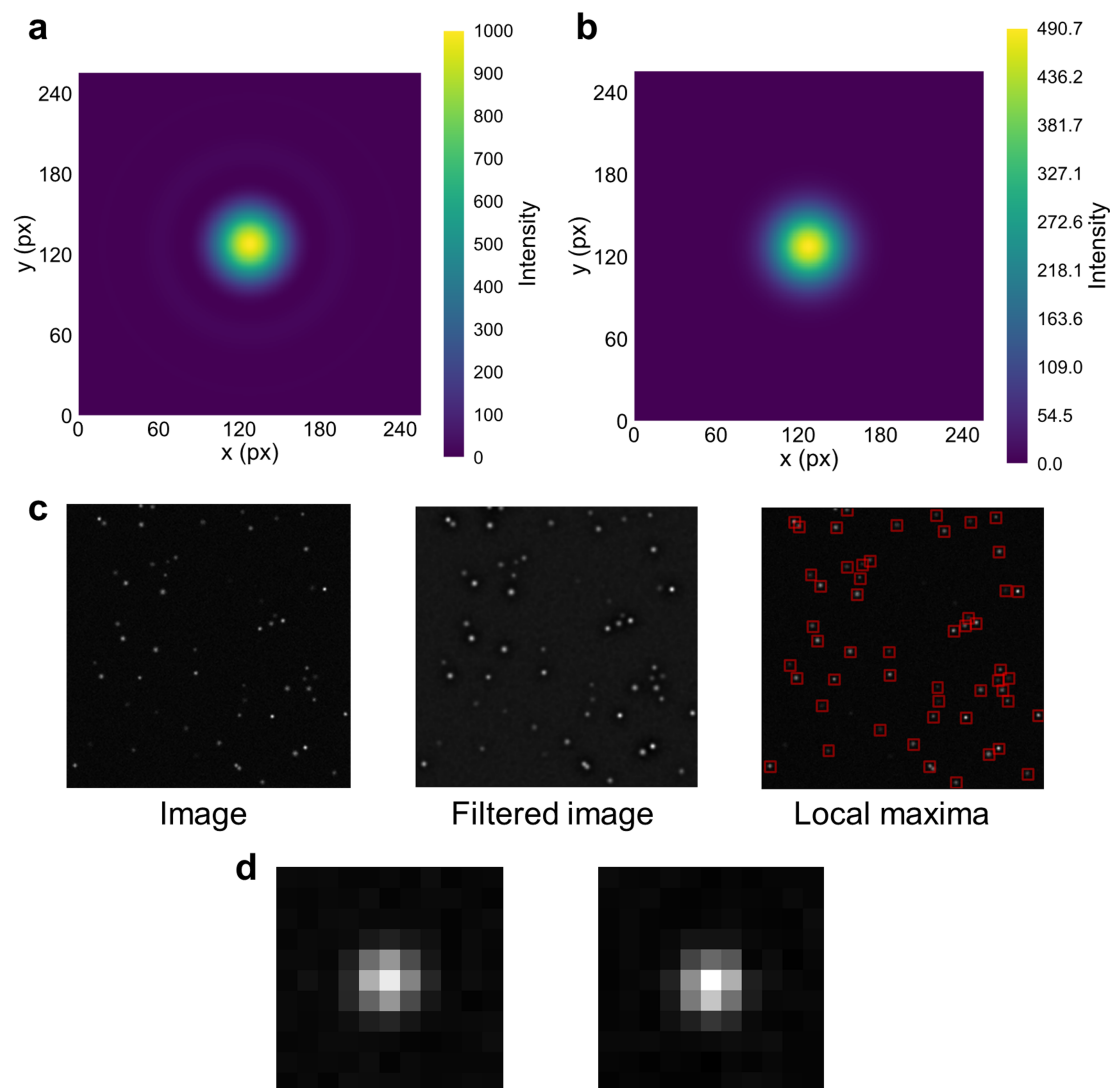 a
1000
900
800
700
600
500
400
300
200
100
0
Intensity
240
180
120
60
0
y (px)
0 60 120 180 240
x (px)
b
490.7
436.2
381.7
327.1
272.6
218.1
163.6
109.0
54.5
0.0
Intensity
240
180
120
60
0
y (px)
0 60 120 180 240
x (px)
c
Image
Filtered image
Local maxima
d